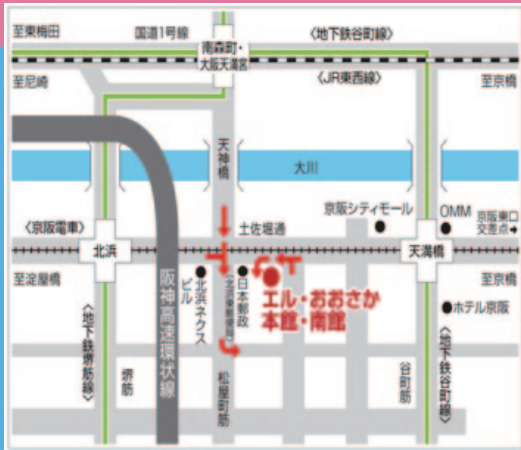 至東梅田
国道1号線
〈地下鉄谷町線〉
南森町・
大阪天満宮
至尼崎
〈JR東西線〉
至京橋
天神橋
大川
土佐堀通
京阪シティモール
OMM
京阪東口
交差点➡
〈京阪電車〉
北浜
天満橋
至淀屋橋
至京橋
阪神高速環状線
北浜ネクス
ビル
日本郵政
(北浜東郵便局)
エル・おおさか
本館・南館
ホテル京阪
〈地下鉄堺筋線〉
堺筋
松屋町筋
谷町筋
〈地下鉄谷町線〉